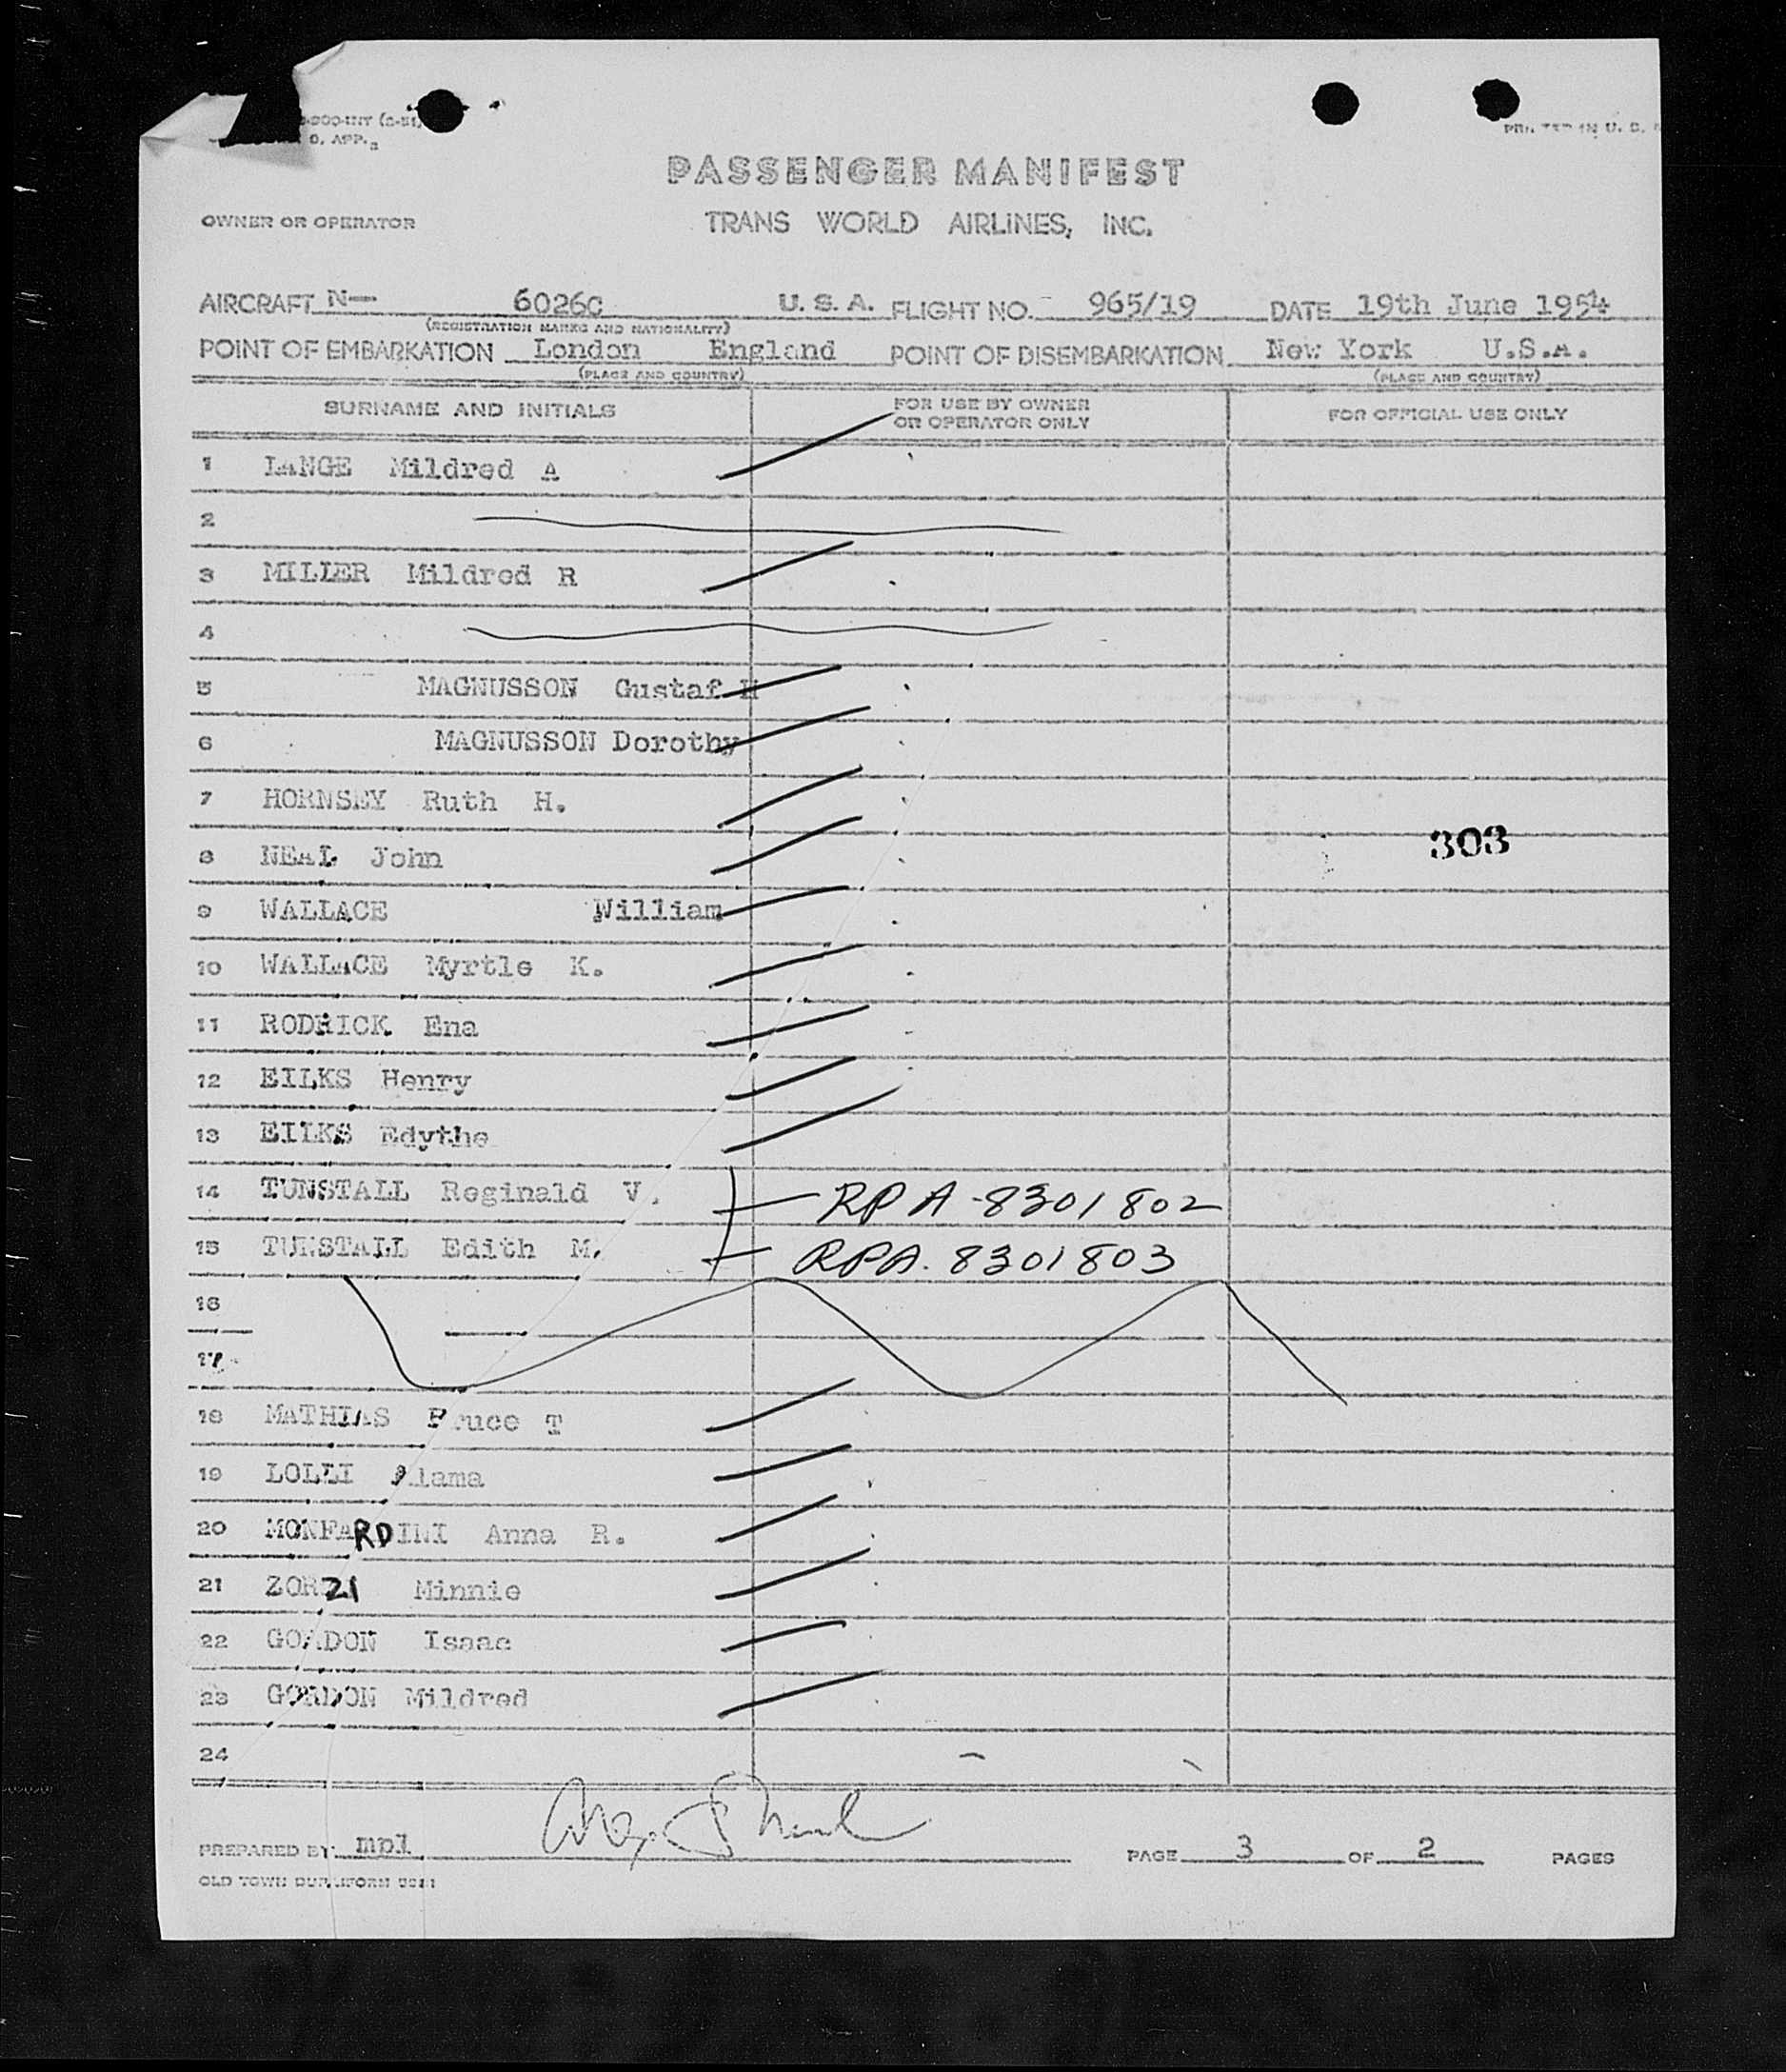 PASSENGER MANIFEST
OWNER OR OPERATOR TRANS WORLD AIRLINES, INC.
AIRCRAFT N— 6026C U. S. A. FLIGHT NO. 965/19 DATE 19th June 1954
(REGISTRATION MARKS AND NATIONALITY)
POINT OF EMBARKATION London England POINT OF DISEMBARKATION New York U.S.A.
(PLACE AND COUNTRY) (PLACE AND COUNTRY)
SURNAME AND INITIALS FOR USE BY OWNER OR OPERATOR ONLY FOR OFFICIAL USE ONLY
1 LANGE Mildred A
2
3 MILLER Mildred R
4
5 MAGNUSSON Gustaf H
6 MAGNUSSON Dorothy
7 HORNSEY Ruth H.
8 NEAL John 303
9 WALLACE William
10 WALLACE Myrtle K.
11 RODRICK Ena
12 EILKS Henry
13 EILKS Edythe
14 TUNSTALL Reginald V. RPA-8301802
15 TUNSTALL Edith M. RPA. 8301803
16
17
18 MATHIAS Bruce T
19 LOLLI
20 MONFARDINI Anna R.
21 ZORZI Minnie
22 GORDON Isaac
23 GORDON Mildred
24
PREPARED BY mpl PAGE 3 OF 2 PAGES
OLD TOWN